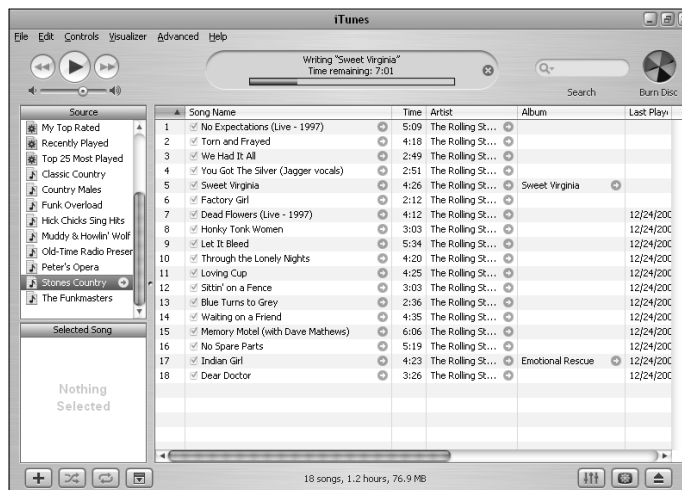 iTunes
File Edit Controls Visualizer Advanced Help
Writing "Sweet Virginia"
Time remaining: 7:01
Search
Burn Disc
Source
My Top Rated
Recently Played
Top 25 Most Played
Classic Country
Country Males
Funk Overload
Hick Chicks Sing Hits
Muddy & Howlin' Wolf
Old-Time Radio Preser
Peter's Opera
Stones Country
The Funkmasters
Selected Song
Nothing
Selected
Song Name Time Artist Album Last Playe
1 No Expectations (Live - 1997) 5:09 The Rolling St...
2 Torn and Frayed 4:18 The Rolling St...
3 We Had It All 2:49 The Rolling St...
4 You Got The Silver (Jagger vocals) 2:51 The Rolling St...
5 Sweet Virginia 4:26 The Rolling St... Sweet Virginia
6 Factory Girl 2:12 The Rolling St...
7 Dead Flowers (Live - 1997) 4:12 The Rolling St... 12/24/200
8 Honky Tonk Women 3:03 The Rolling St... 12/24/200
9 Let It Bleed 5:34 The Rolling St... 12/24/200
10 Through the Lonely Nights 4:20 The Rolling St... 12/24/200
11 Loving Cup 4:25 The Rolling St... 12/24/200
12 Sittin' on a Fence 3:03 The Rolling St... 12/24/200
13 Blue Turns to Grey 2:36 The Rolling St... 12/24/200
14 Waiting on a Friend 4:35 The Rolling St... 12/24/200
15 Memory Motel (with Dave Mathews) 6:06 The Rolling St... 12/24/200
16 No Spare Parts 5:19 The Rolling St... 12/24/200
17 Indian Girl 4:23 The Rolling St... Emotional Rescue 12/24/200
18 Dear Doctor 3:26 The Rolling St... 12/24/200
18 songs, 1.2 hours, 76.9 MB